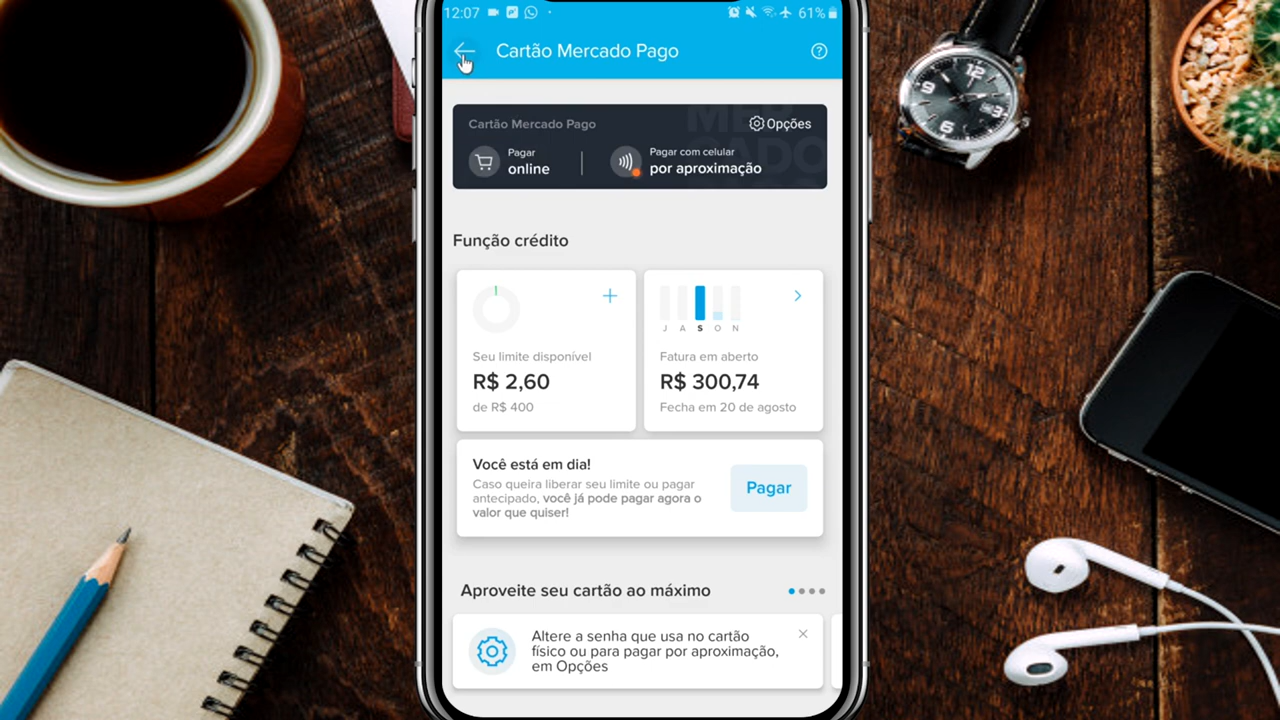 12:07
61%
Cartão Mercado Pago
Cartão Mercado Pago
Opções
Pagar
online
Pagar com celular
por aproximação
Função crédito
Seu limite disponível
R$ 2,60
de R$ 400
J A S O N
Fatura em aberto
R$ 300,74
Fecha em 20 de agosto
Você está em dia!
Caso queira liberar seu limite ou pagar
antecipado, você já pode pagar agora o
valor que quiser!
Pagar
Aproveite seu cartão ao máximo
Altere a senha que usa no cartão
físico ou para pagar por aproximação,
em Opções
12
9
6